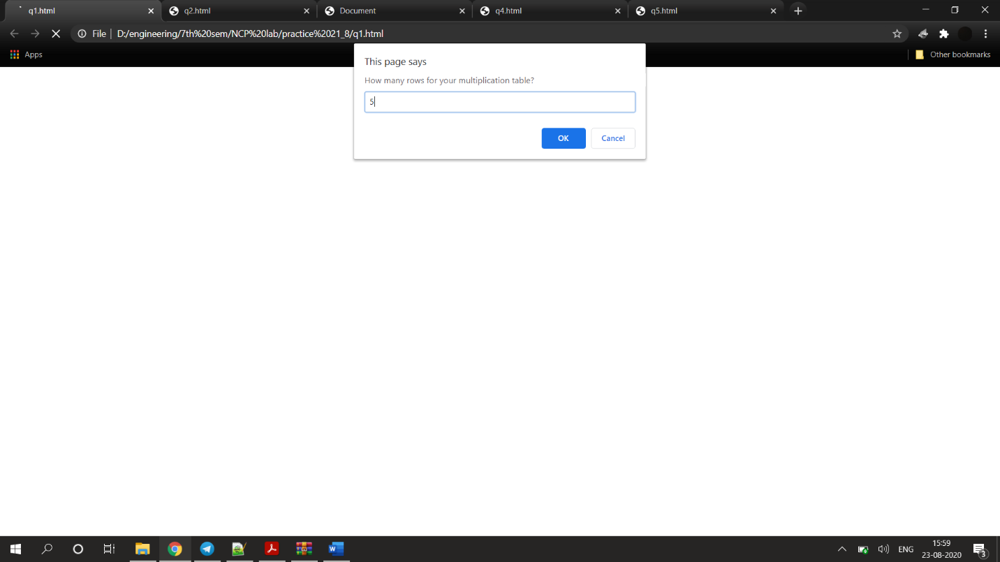 q1.html
q2.html
Document
q4.html
q5.html
File
D:/engineering/7th%20sem/NCP%20lab/practice%2021_8/q1.html
Apps
Other bookmarks
This page says
How many rows for your multiplication table?
5
OK
Cancel
ENG
15:59
23-08-2020
3